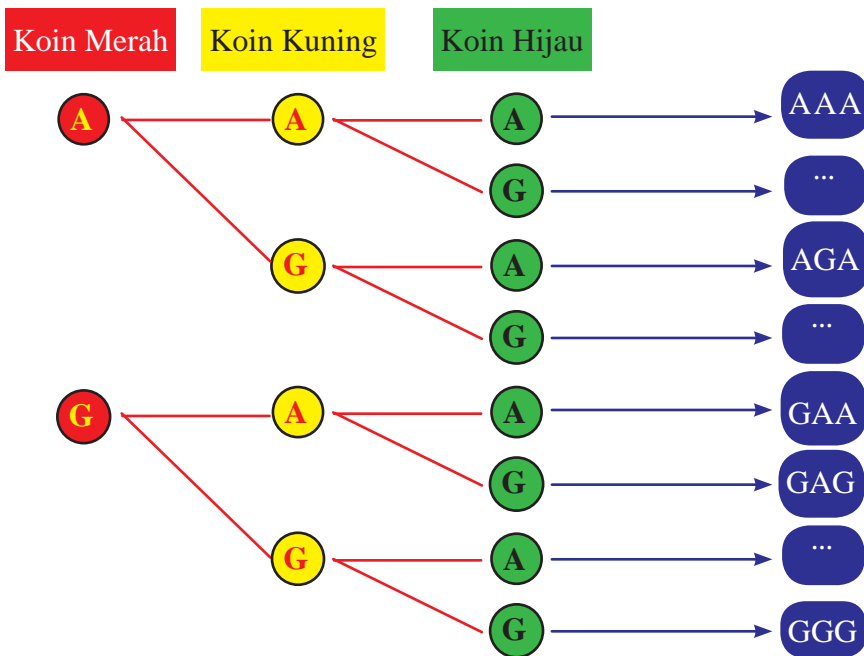 Koin Merah Koin Kuning Koin Hijau
A A A AAA
G ...
G A AGA
G ...
G A A GAA
G GAG
G A ...
G GGG